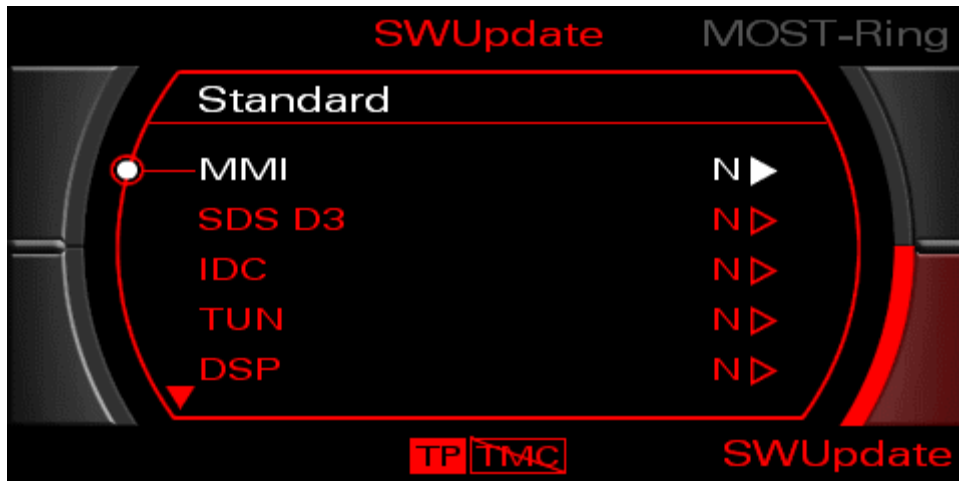 SWUpdate MOST-Ring
Standard
MMI N
SDS D3 N
IDC N
TUN N
DSP N
TP TMC SWUpdate